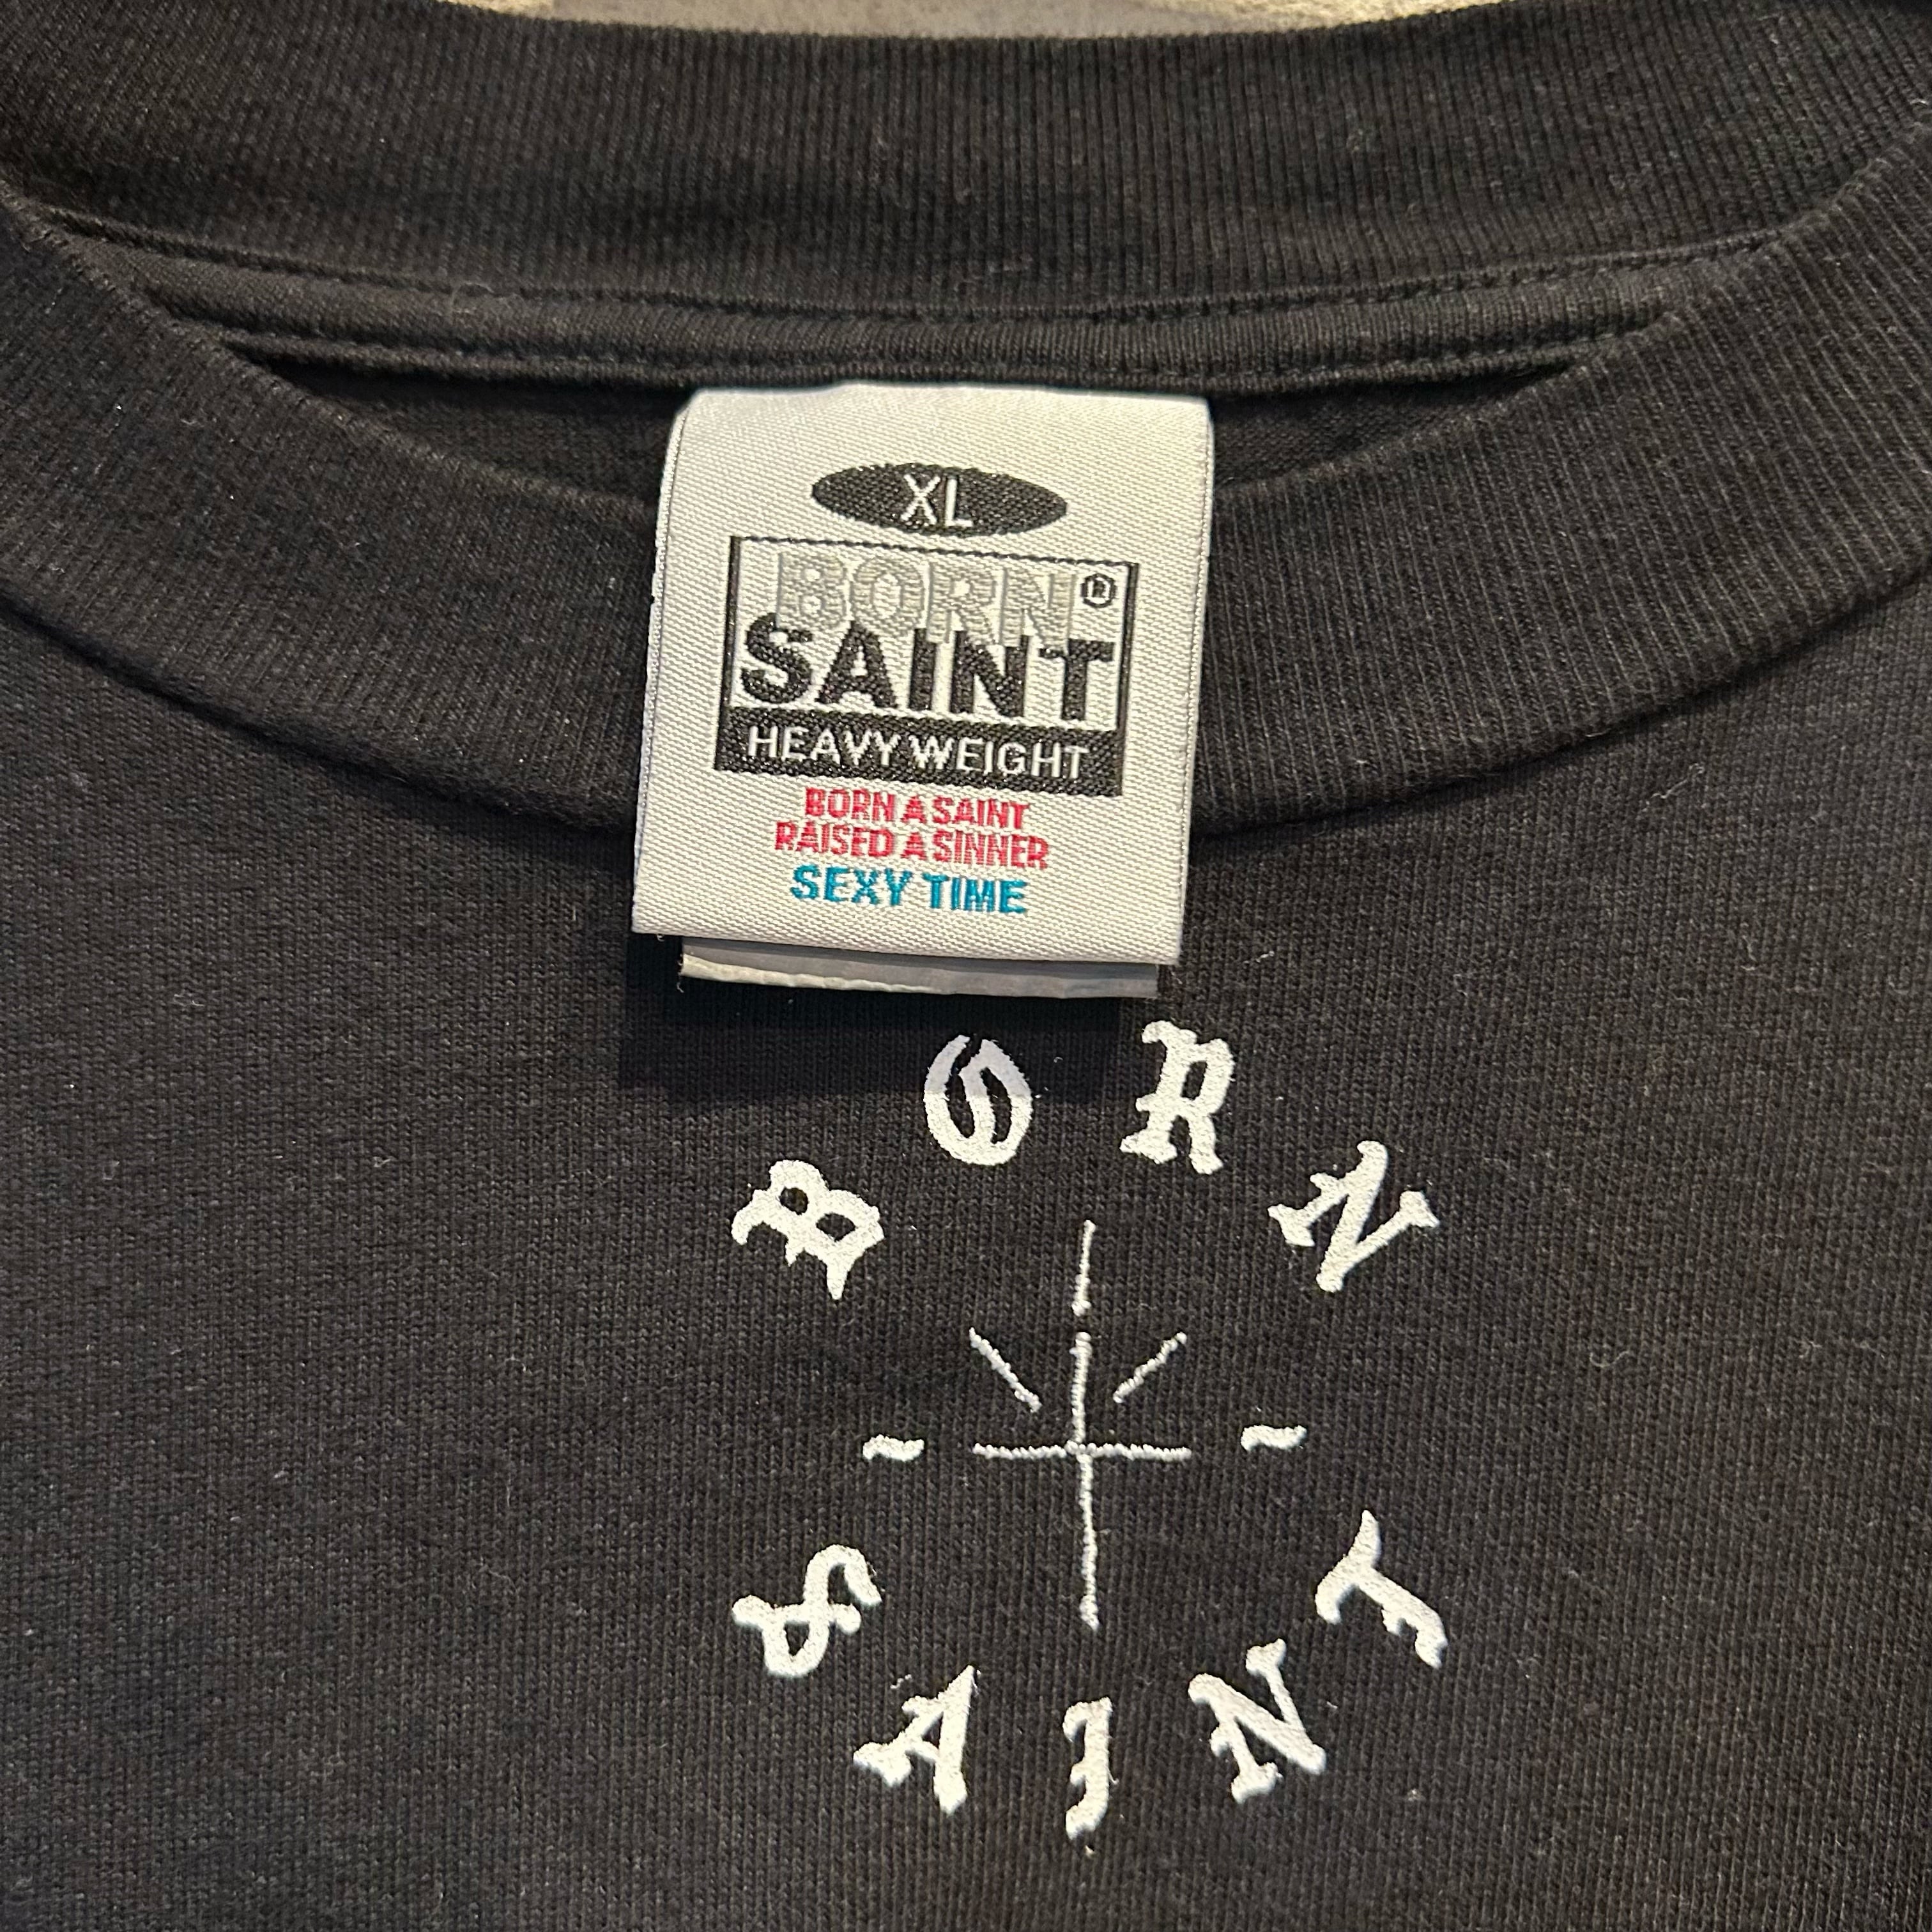 XL
BORN®
SAINT
HEAVY WEIGHT
BORN A SAINT
RAISED A SINNER
SEXY TIME
BORN
SAINT